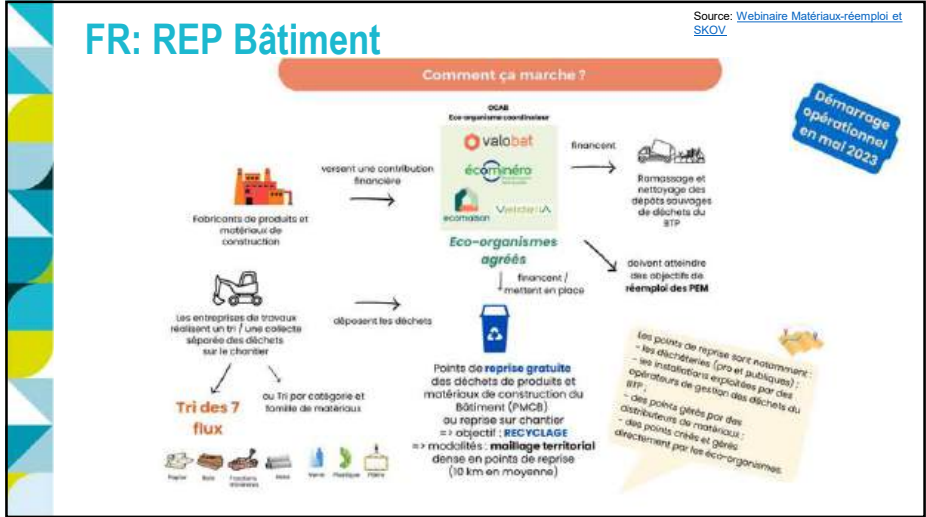 FR: REP Bâtiment
Source: Webinaire Matériaux-réemploi et
SKOV
Comment ça marche ?
Démarrage
opérationnel
en mai 2023
OCAB
Eco-organisme coordinateur
valobat
écominéro
ecomaison
Valdelia
Eco-organismes
agréés
versent une contribution
financière
Fabricants de produits et
matériaux de
construction
financent
Ramassage et
nettoyage des
dépôts sauvages
de déchets du
BTP
doivent atteindre
des objectifs de
réemploi des PEM
financent /
mettent en place
Les entreprises de travaux
réalisent un tri / une collecte
séparée des déchets
sur le chantier
déposent les déchets
Tri des 7
flux
ou Tri par catégorie et
famille de matériaux
Papier
Bois
Fractions
minérales
Métal
Verre
Plastique
Plâtre
Points de reprise gratuite
des déchets de produits et
matériaux de construction du
Bâtiment (PMCB)
ou reprise sur chantier
=> objectif : RECYCLAGE
=> modalités : maillage territorial
dense en points de reprise
(10 km en moyenne)
Les points de reprise sont notamment :
- les déchèteries (pro et publiques) ;
- les installations exploitées par des
opérateurs de gestion des déchets du
BTP ;
- des points gérés par des
distributeurs de matériaux ;
- des points créés et gérés
directement par les éco-organismes